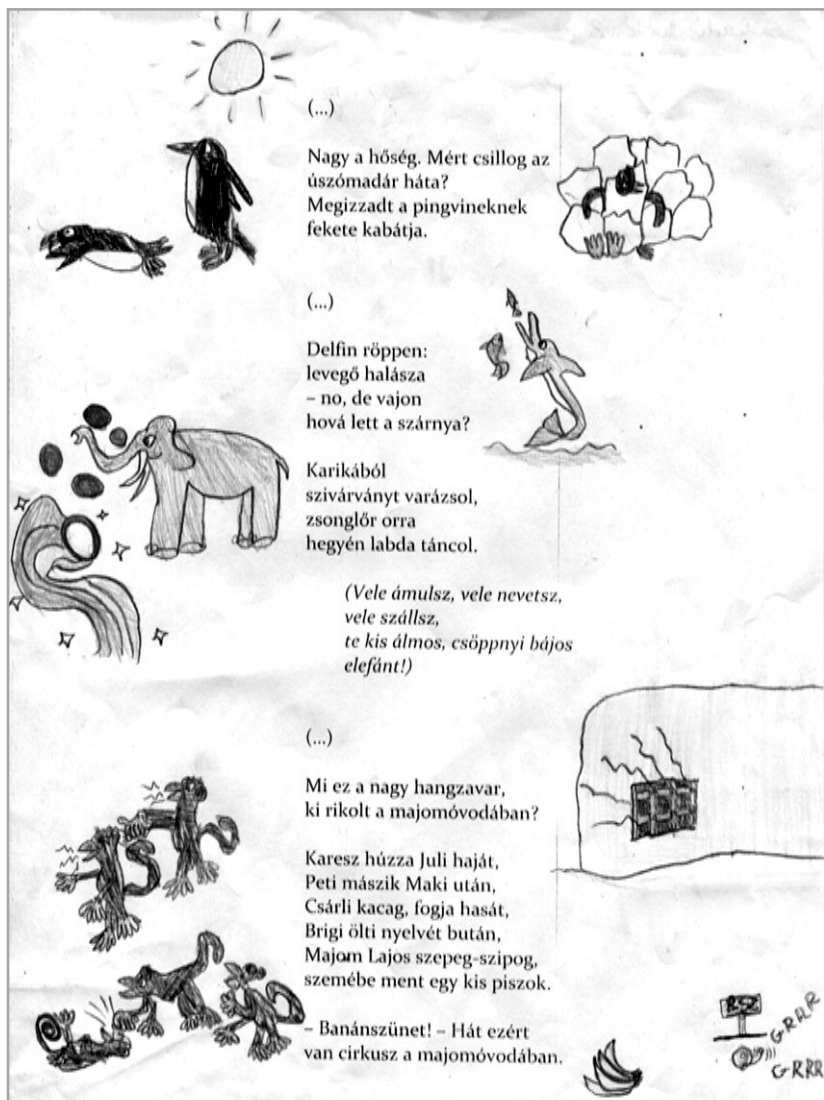 (...)
Nagy a hőség. Mért csillog az
úszómadár háta?
Megizzadt a pingvineknek
fekete kabátja.
(...)
Delfin röppen:
levegő halásza
– no, de vajon
hová lett a szárnya?
Karikából
szivárványt varázsol,
zsonglőr orra
hegyén labda táncol.
(Vele ámulsz, vele nevetsz,
vele szállsz,
te kis álmos, csöppnyi bájos
elefánt!)
(...)
Mi ez a nagy hangzavar,
ki rikolt a majomóvodában?
Karesz húzza Juli haját,
Peti mászik Maki után,
Csárli kacag, fogja hasát,
Brigi ölti nyelvét bután,
Majom Lajos szepeg-szipog,
szemébe ment egy kis piszok.
– Banánszünet! – Hát ezért
van cirkusz a majomóvodában.
GRRR
GRRR